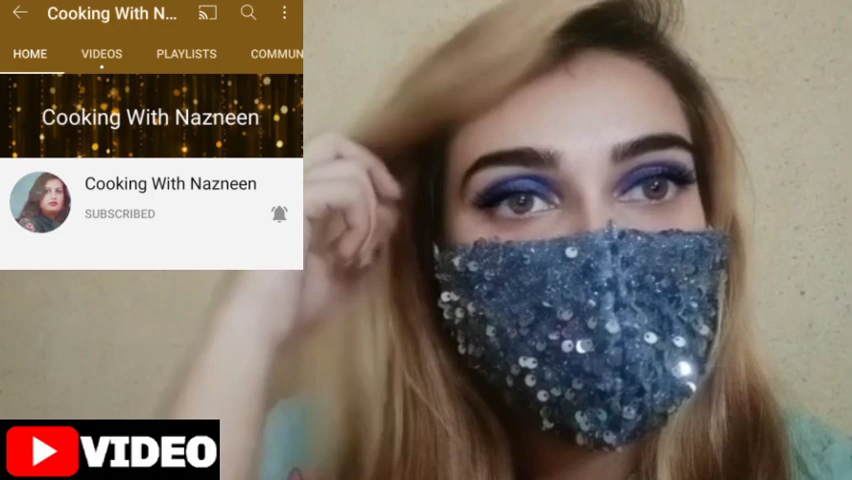 Cooking With N...
HOME VIDEOS PLAYLISTS COMMUN
Cooking With Nazneen
Cooking With Nazneen
SUBSCRIBED
VIDEO